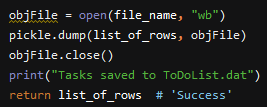 objFile = open(file_name, "wb")
pickle.dump(list_of_rows, objFile)
objFile.close()
print("Tasks saved to ToDoList.dat")
return list_of_rows  # 'Success'